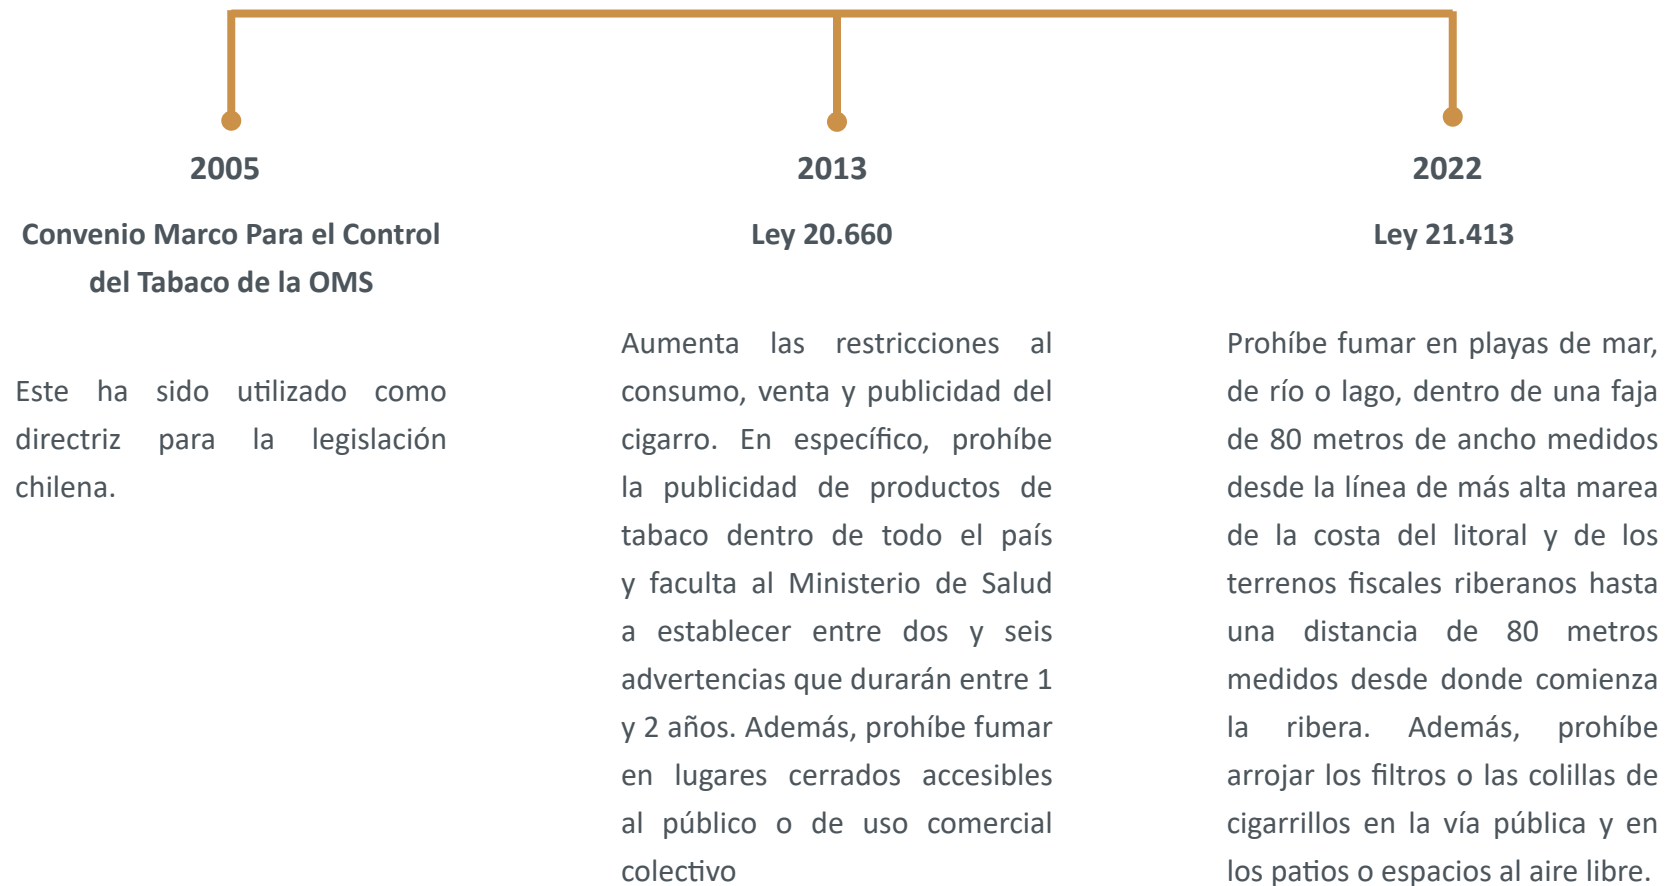 2005
Convenio Marco Para el Control
del Tabaco de la OMS
Este ha sido utilizado como
directriz para la legislación
chilena.
2013
Ley 20.660
Aumenta las restricciones al
consumo, venta y publicidad del
cigarro. En específico, prohíbe
la publicidad de productos de
tabaco dentro de todo el país
y faculta al Ministerio de Salud
a establecer entre dos y seis
advertencias que durarán entre 1
y 2 años. Además, prohíbe fumar
en lugares cerrados accesibles
al público o de uso comercial
colectivo
2022
Ley 21.413
Prohíbe fumar en playas de mar,
de río o lago, dentro de una faja
de 80 metros de ancho medidos
desde la línea de más alta marea
de la costa del litoral y de los
terrenos fiscales riberanos hasta
una distancia de 80 metros
medidos desde donde comienza
la ribera. Además, prohíbe
arrojar los filtros o las colillas de
cigarrillos en la vía pública y en
los patios o espacios al aire libre.